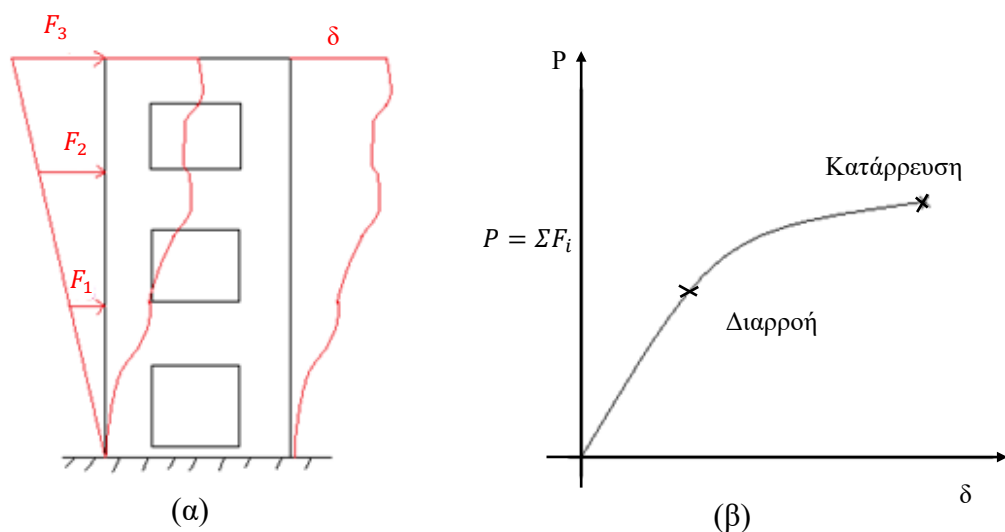 F₃
δ
F₂
F₁
(α)
P
Κατάρρευση
P = ΣFᵢ
Διαρροή
δ
(β)